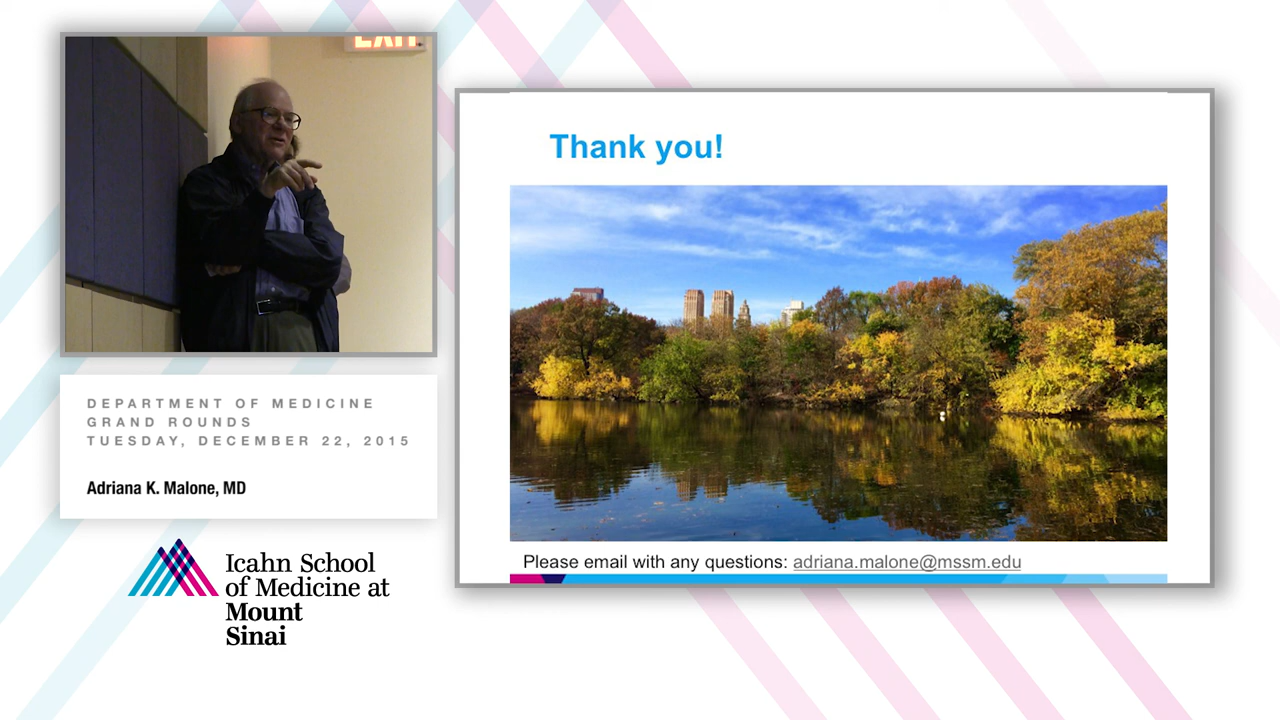 EXIT
DEPARTMENT OF MEDICINE
GRAND ROUNDS
TUESDAY, DECEMBER 22, 2015
Adriana K. Malone, MD
Icahn School
of Medicine at
Mount
Sinai
Thank you!
Please email with any questions: adriana.malone@mssm.edu